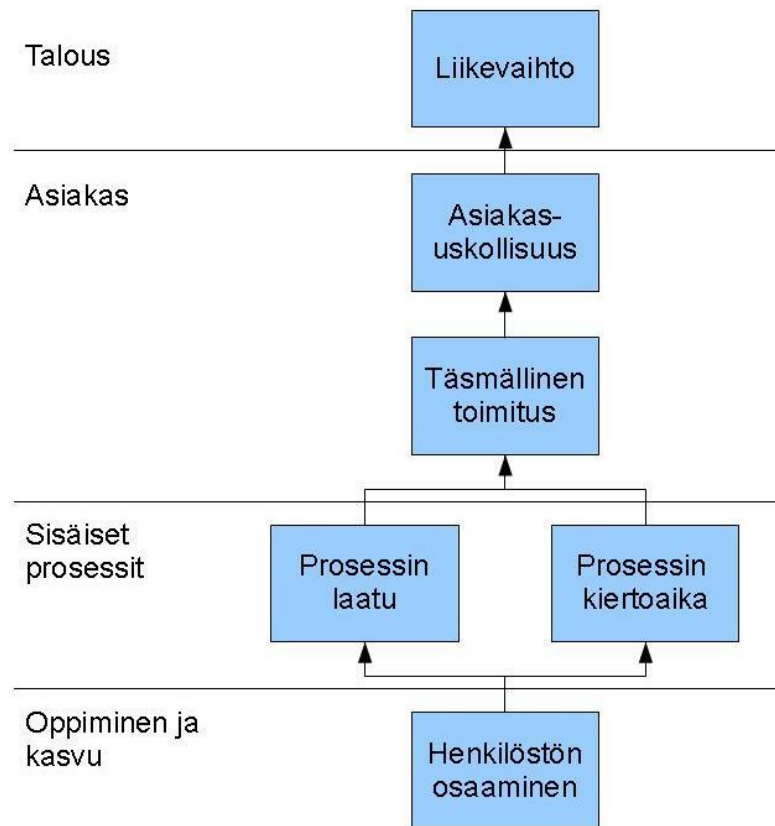 Talous
Liikevaihto
Asiakas
Asiakas-
uskollisuus
Täsmällinen
toimitus
Sisäiset
prosessit
Prosessin
laatu
Prosessin
kiertoaika
Oppiminen ja
kasvu
Henkilöstön
osaaminen